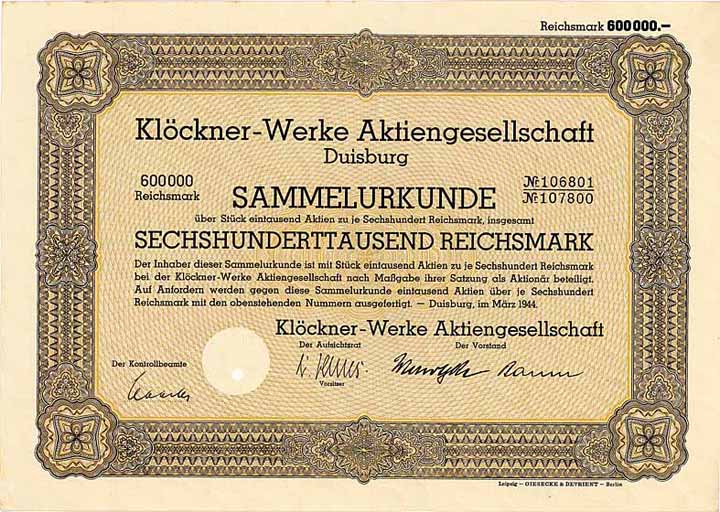 Reichsmark 600000.—
Klöckner-Werke Aktiengesellschaft
Duisburg
600000
Reichsmark
SAMMELURKUNDE
№ 106801
№ 107800
über Stück eintausend Aktien zu je Sechshundert Reichsmark, insgesamt
SECHSHUNDERTTAUSEND REICHSMARK
Der Inhaber dieser Sammelurkunde ist mit Stück eintausend Aktien zu je Sechshundert Reichsmark
bei der Klöckner-Werke Aktiengesellschaft nach Maßgabe ihrer Satzung als Aktionär beteiligt.
Auf Anfordern werden gegen diese Sammelurkunde eintausend Aktien über je Sechshundert
Reichsmark mit den obenstehenden Nummern ausgefertigt. — Duisburg, im März 1944.
Klöckner-Werke Aktiengesellschaft
Der Aufsichtsrat
Der Vorstand
Der Kontrollbeamte
Vorsitzer
Leipzig — GIESECKE & DEVRIENT — Berlin